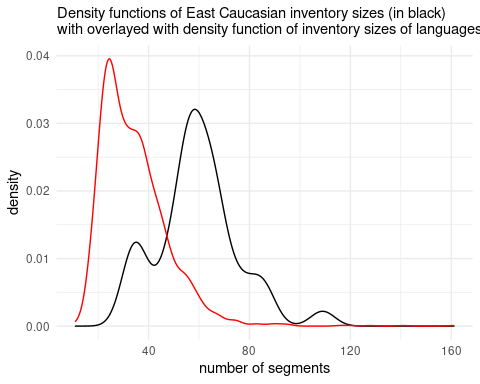 Density functions of East Caucasian inventory sizes (in black)
with overlayed with density function of inventory sizes of languages
0.04
0.03
0.02
0.01
0.00
density
40 80 120 160
number of segments